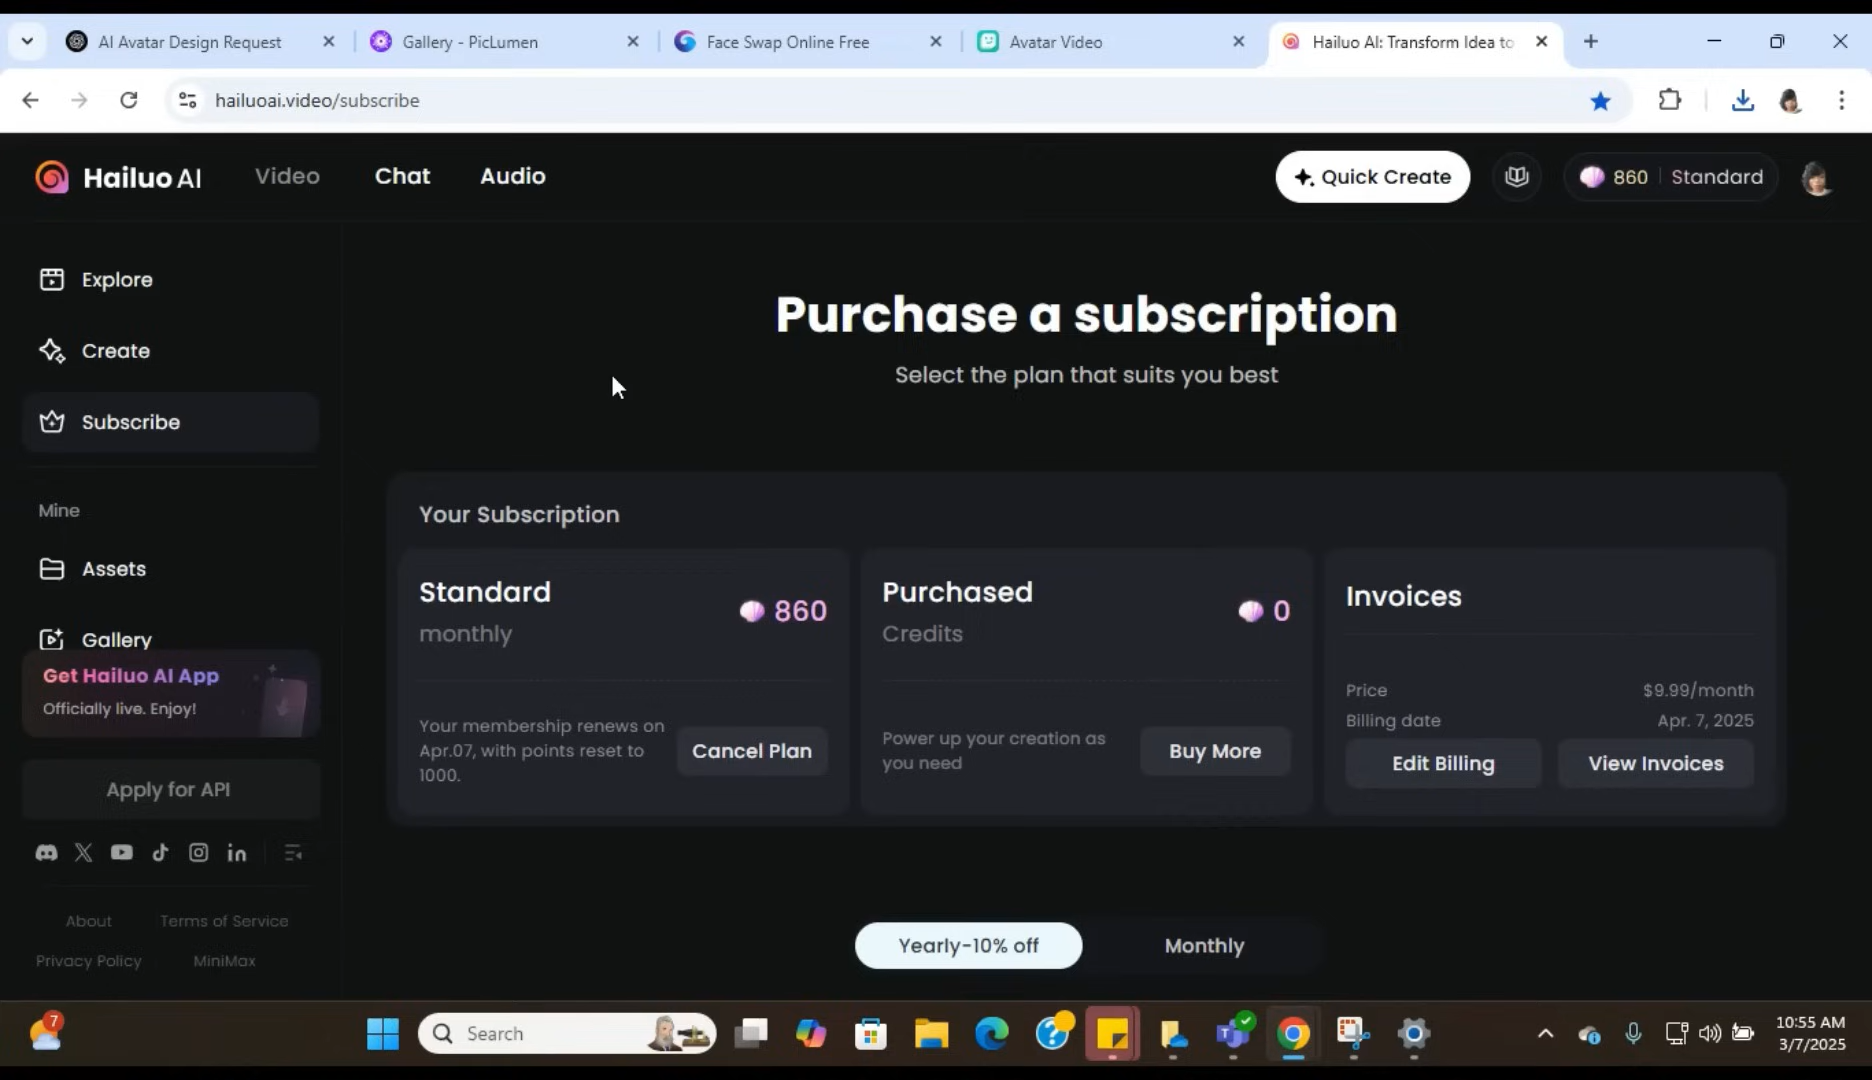 AI Avatar Design Request
Gallery - PicLumen
Face Swap Online Free
Avatar Video
Hailuo AI: Transform Idea to
hailuoai.video/subscribe
Hailuo AI
Video
Chat
Audio
Quick Create
860
Standard
Explore
Create
Subscribe
Mine
Assets
Gallery
Get Hailuo AI App
Officially live. Enjoy!
Apply for API
About
Terms of Service
Privacy Policy
MiniMax
Purchase a subscription
Select the plan that suits you best
Your Subscription
Standard
860
monthly
Your membership renews on
Apr.07, with points reset to
1000.
Cancel Plan
Purchased
0
Credits
Power up your creation as
you need
Buy More
Invoices
Price
$9.99/month
Billing date
Apr. 7, 2025
Edit Billing
View Invoices
Yearly-10% off
Monthly
7
Search
10:55 AM
3/7/2025